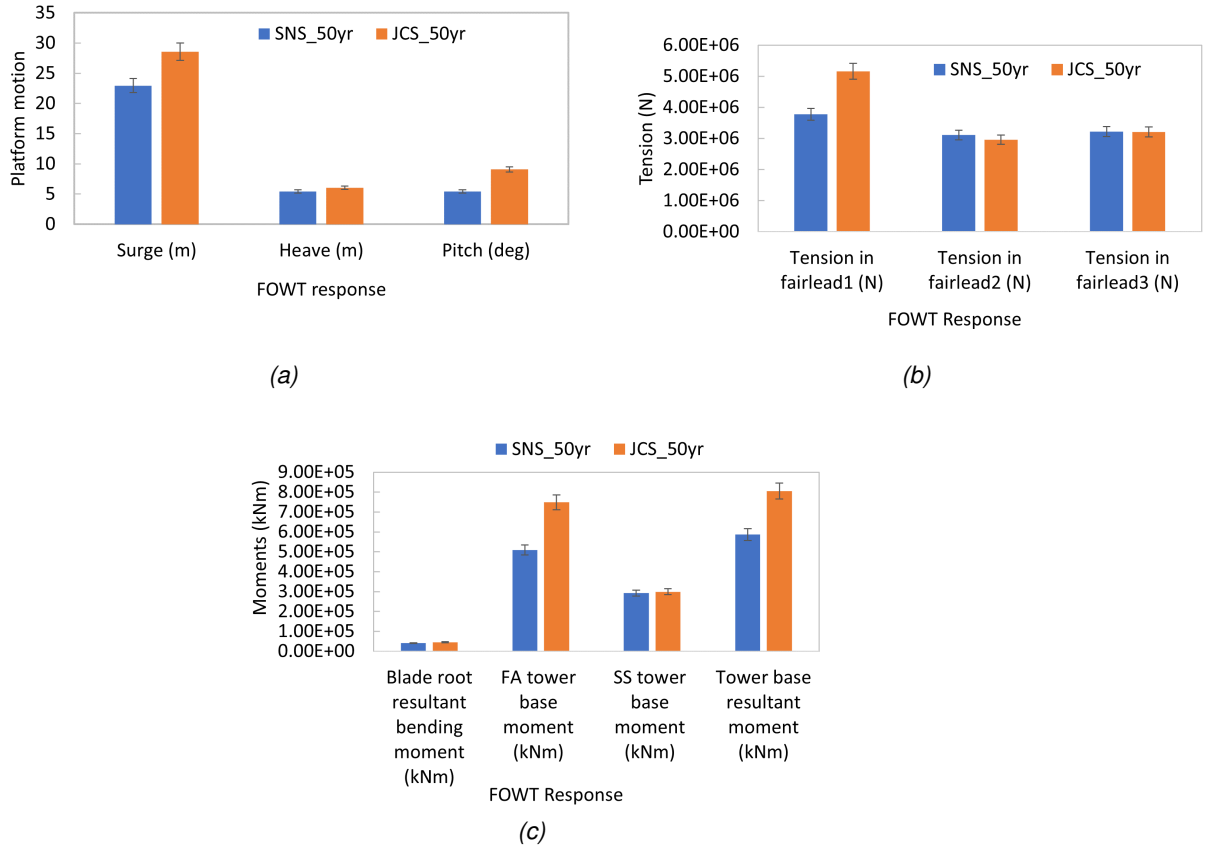 35
30
25
20
15
10
5
0
Platform motion
SNS_50yr JCS_50yr
Surge (m) Heave (m) Pitch (deg)
FOWT response
(a)
6.00E+06
5.00E+06
4.00E+06
3.00E+06
2.00E+06
1.00E+06
0.00E+00
Tension (N)
SNS_50yr JCS_50yr
Tension in Tension in Tension in
fairlead1 (N) fairlead2 (N) fairlead3 (N)
FOWT Response
(b)
SNS_50yr JCS_50yr
9.00E+05
8.00E+05
7.00E+05
6.00E+05
5.00E+05
4.00E+05
3.00E+05
2.00E+05
1.00E+05
0.00E+00
Moments (kNm)
Blade root FA tower SS tower Tower base
resultant base base resultant
bending moment moment moment
moment (kNm) (kNm) (kNm)
(kNm)
FOWT Response
(c)